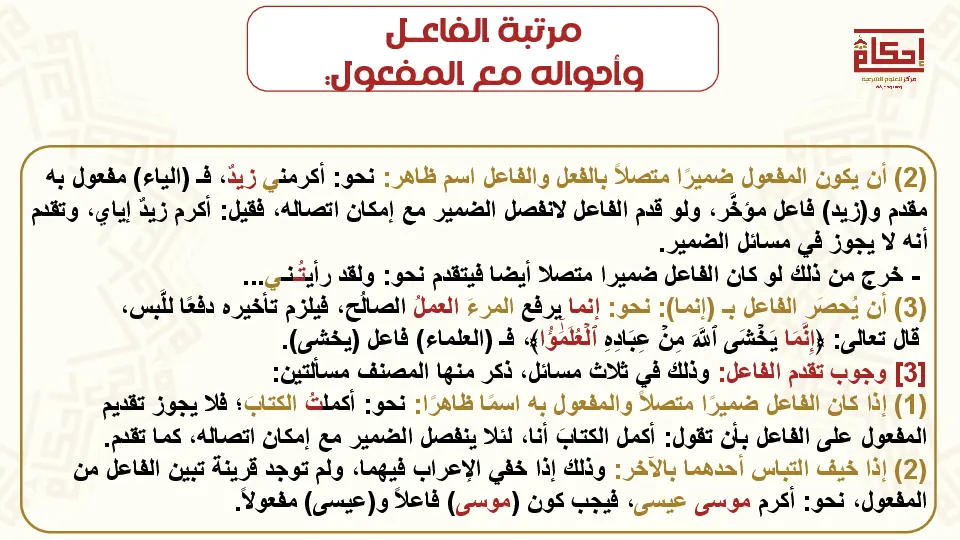 مرتبة الفاعـل
وأحواله مع المفعول:
إحكام
مركز للعلوم الشرعية
(2) أن يكون المفعول ضميرًا متصلاً بالفعل والفاعل اسم ظاهر: نحو: أكرمني زيدٌ، فـ (الياء) مفعول به
مقدم و(زيد) فاعل مؤخَّر، ولو قدم الفاعل لانفصل الضمير مع إمكان اتصاله، فقيل: أكرم زيدٌ إياي، وتقدم
أنه لا يجوز في مسائل الضمير.
- خرج من ذلك لو كان الفاعل ضميرا متصلا أيضا فيتقدم نحو: ولقد رأيتُـنـي...
(3) أن يُحصَر الفاعل بـ (إنما): نحو: إنما يرفع المرءَ العملُ الصالُح، فيلزم تأخيره دفعًا للَّبس،
قال تعالى: ﴿إِنَّمَا يَخۡشَى ٱللَّهَ مِنۡ عِبَادِهِ ٱلۡعُلَمَٰٓؤُا﴾، فـ (العلماء) فاعل (يخشى).
[3] وجوب تقدم الفاعل: وذلك في ثلاث مسائل، ذكر منها المصنف مسألتين:
(1) إذا كان الفاعل ضميرًا متصلاً والمفعول به اسمًا ظاهرًا: نحو: أكملتُ الكتابَ؛ فلا يجوز تقديم
المفعول على الفاعل بأن تقول: أكمل الكتابَ أنا، لئلا ينفصل الضمير مع إمكان اتصاله، كما تقدم.
(2) إذا خيف التباس أحدهما بالآخر: وذلك إذا خفي الإعراب فيهما، ولم توجد قرينة تبين الفاعل من
المفعول، نحو: أكرم موسى عيسى، فيجب كون (موسى) فاعلاً و(عيسى) مفعولاً.